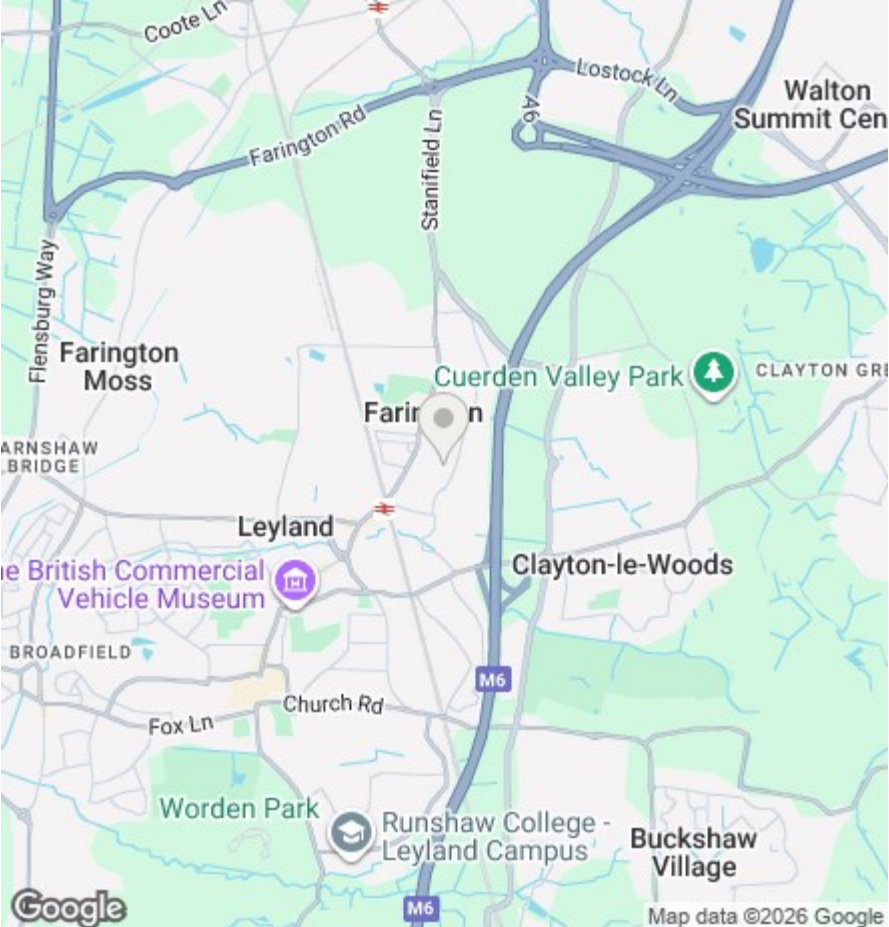 Coote Ln
Lostock Ln
A6
Walton
Summit Cen
Farington Rd
Stanifield Ln
Flensburg Way
Farington
Moss
Cuerden Valley Park
CLAYTON GRE
ARNSHAW
BRIDGE
Leyland
e British Commercial
Vehicle Museum
Clayton-le-Woods
BROADFIELD
M6
Church Rd
Fox Ln
Worden Park
Runshaw College -
Leyland Campus
Buckshaw
Village
Google
M6
Map data ©2026 Google